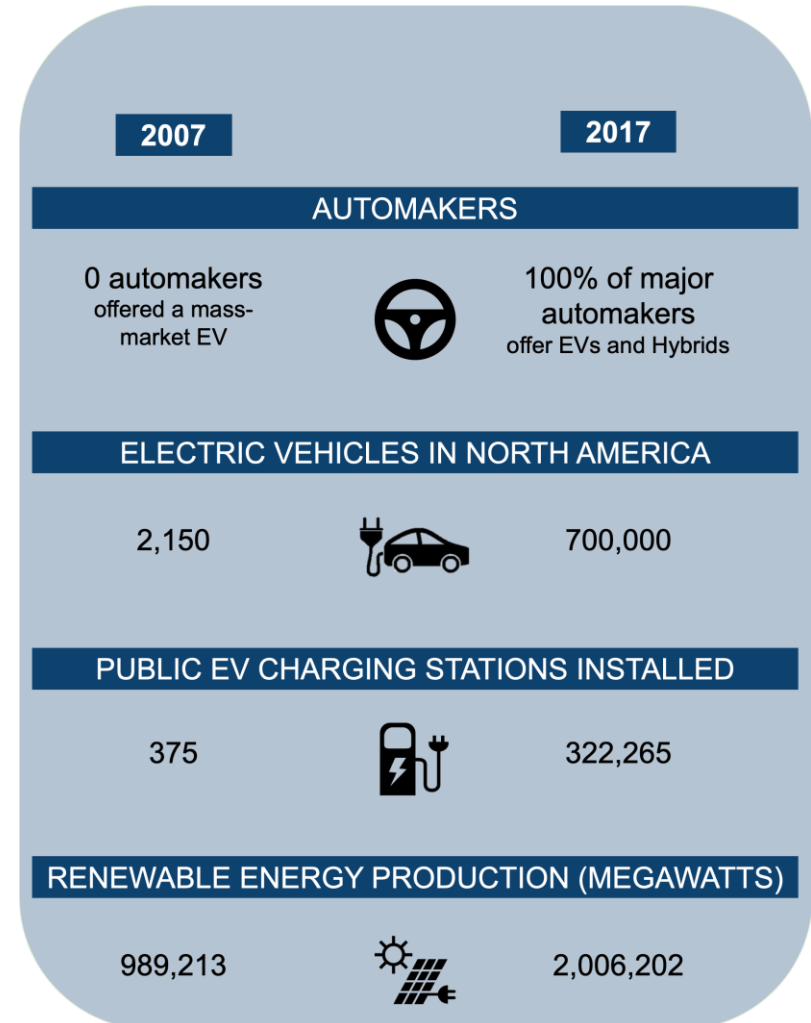 2007
2017
AUTOMAKERS
0 automakers
offered a mass-
market EV
100% of major
automakers
offer EVs and Hybrids
ELECTRIC VEHICLES IN NORTH AMERICA
2,150
700,000
PUBLIC EV CHARGING STATIONS INSTALLED
375
322,265
RENEWABLE ENERGY PRODUCTION (MEGAWATTS)
989,213
2,006,202